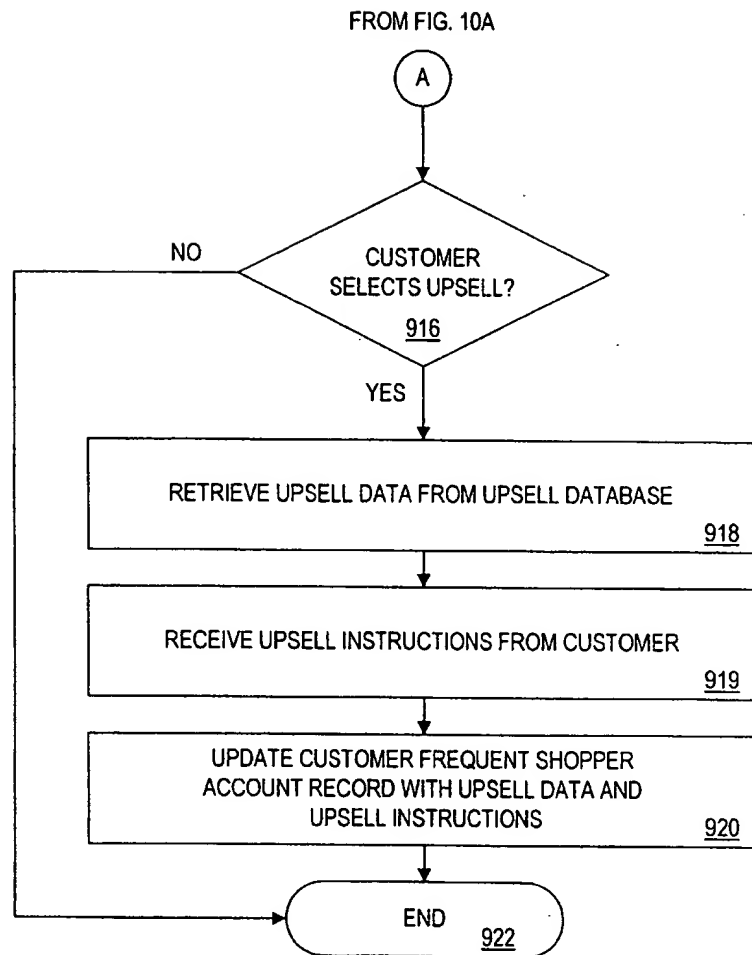 FROM FIG. 10A
A
NO
CUSTOMER
SELECTS UPSELL?
916
YES
RETRIEVE UPSELL DATA FROM UPSELL DATABASE
918
RECEIVE UPSELL INSTRUCTIONS FROM CUSTOMER
919
UPDATE CUSTOMER FREQUENT SHOPPER
ACCOUNT RECORD WITH UPSELL DATA AND
UPSELL INSTRUCTIONS
920
END
922